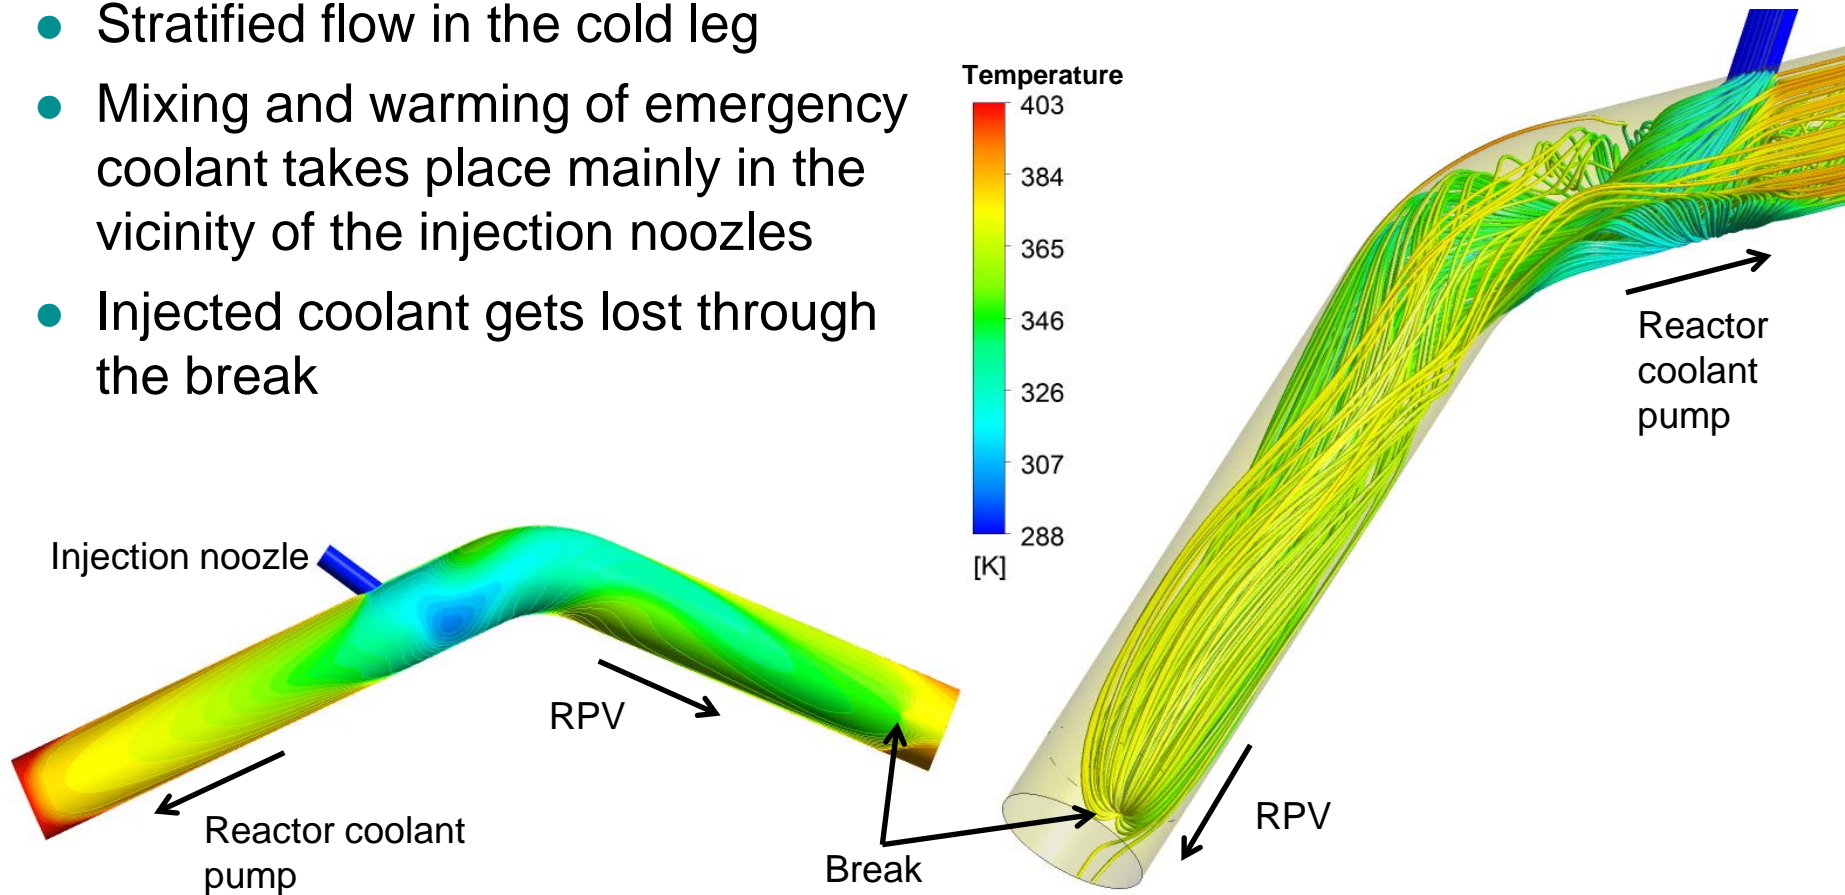 ● Stratified flow in the cold leg
● Mixing and warming of emergency
coolant takes place mainly in the
vicinity of the injection noozles
● Injected coolant gets lost through
the break
Temperature
403
384
365
346
326
307
288
[K]
Reactor
coolant
pump
RPV
Injection noozle
RPV
Reactor coolant
pump
Break